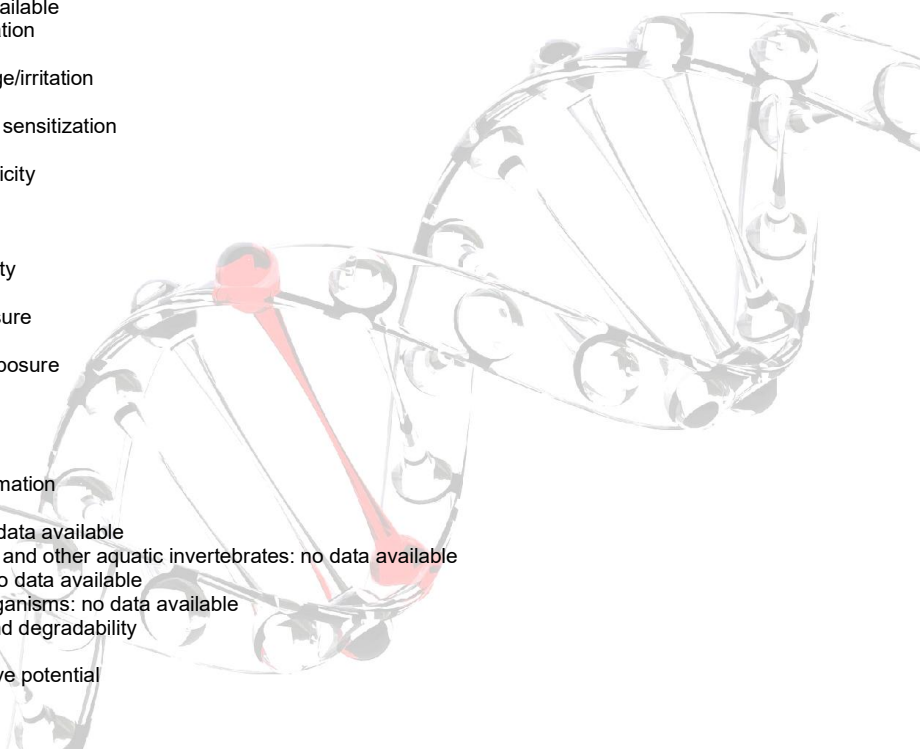 ailable
tion
ge/irritation
sensitization
icity
ty
sure
posure
mation
data available
and other aquatic invertebrates: no data available
o data available
ganisms: no data available
nd degradability
ve potential